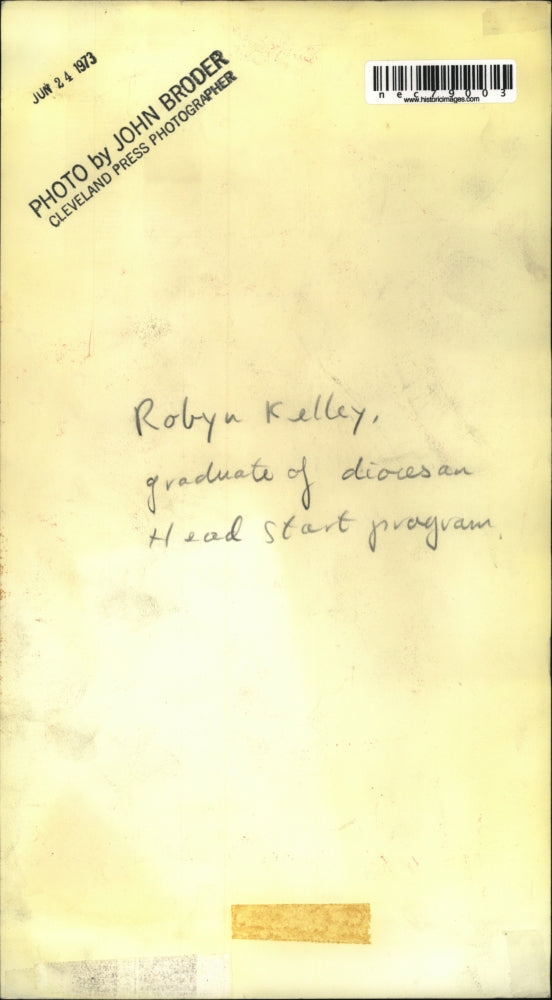 JUN 24 1973
PHOTO by JOHN BRODER
CLEVELAND PRESS PHOTOGRAPHER
nec79003
www.historicimages.com
Robyn Kelley,
graduate of diocesan
Head Start program.